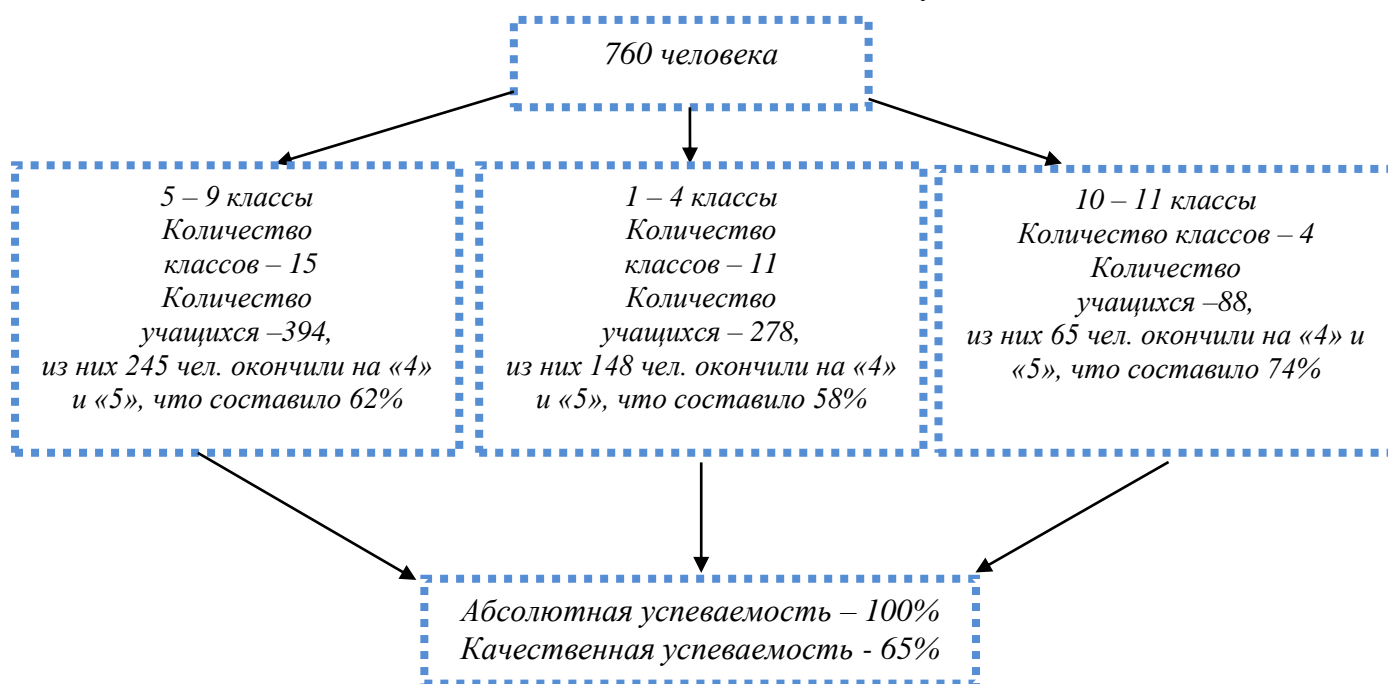 760 человека
5 – 9 классы
Количество
классов – 15
Количество
учащихся –394,
из них 245 чел. окончили на «4»
и «5», что составило 62%
1 – 4 классы
Количество
классов – 11
Количество
учащихся – 278,
из них 148 чел. окончили на «4»
и «5», что составило 58%
10 – 11 классы
Количество классов – 4
Количество
учащихся –88,
из них 65 чел. окончили на «4» и
«5», что составило 74%
Абсолютная успеваемость – 100%
Качественная успеваемость - 65%